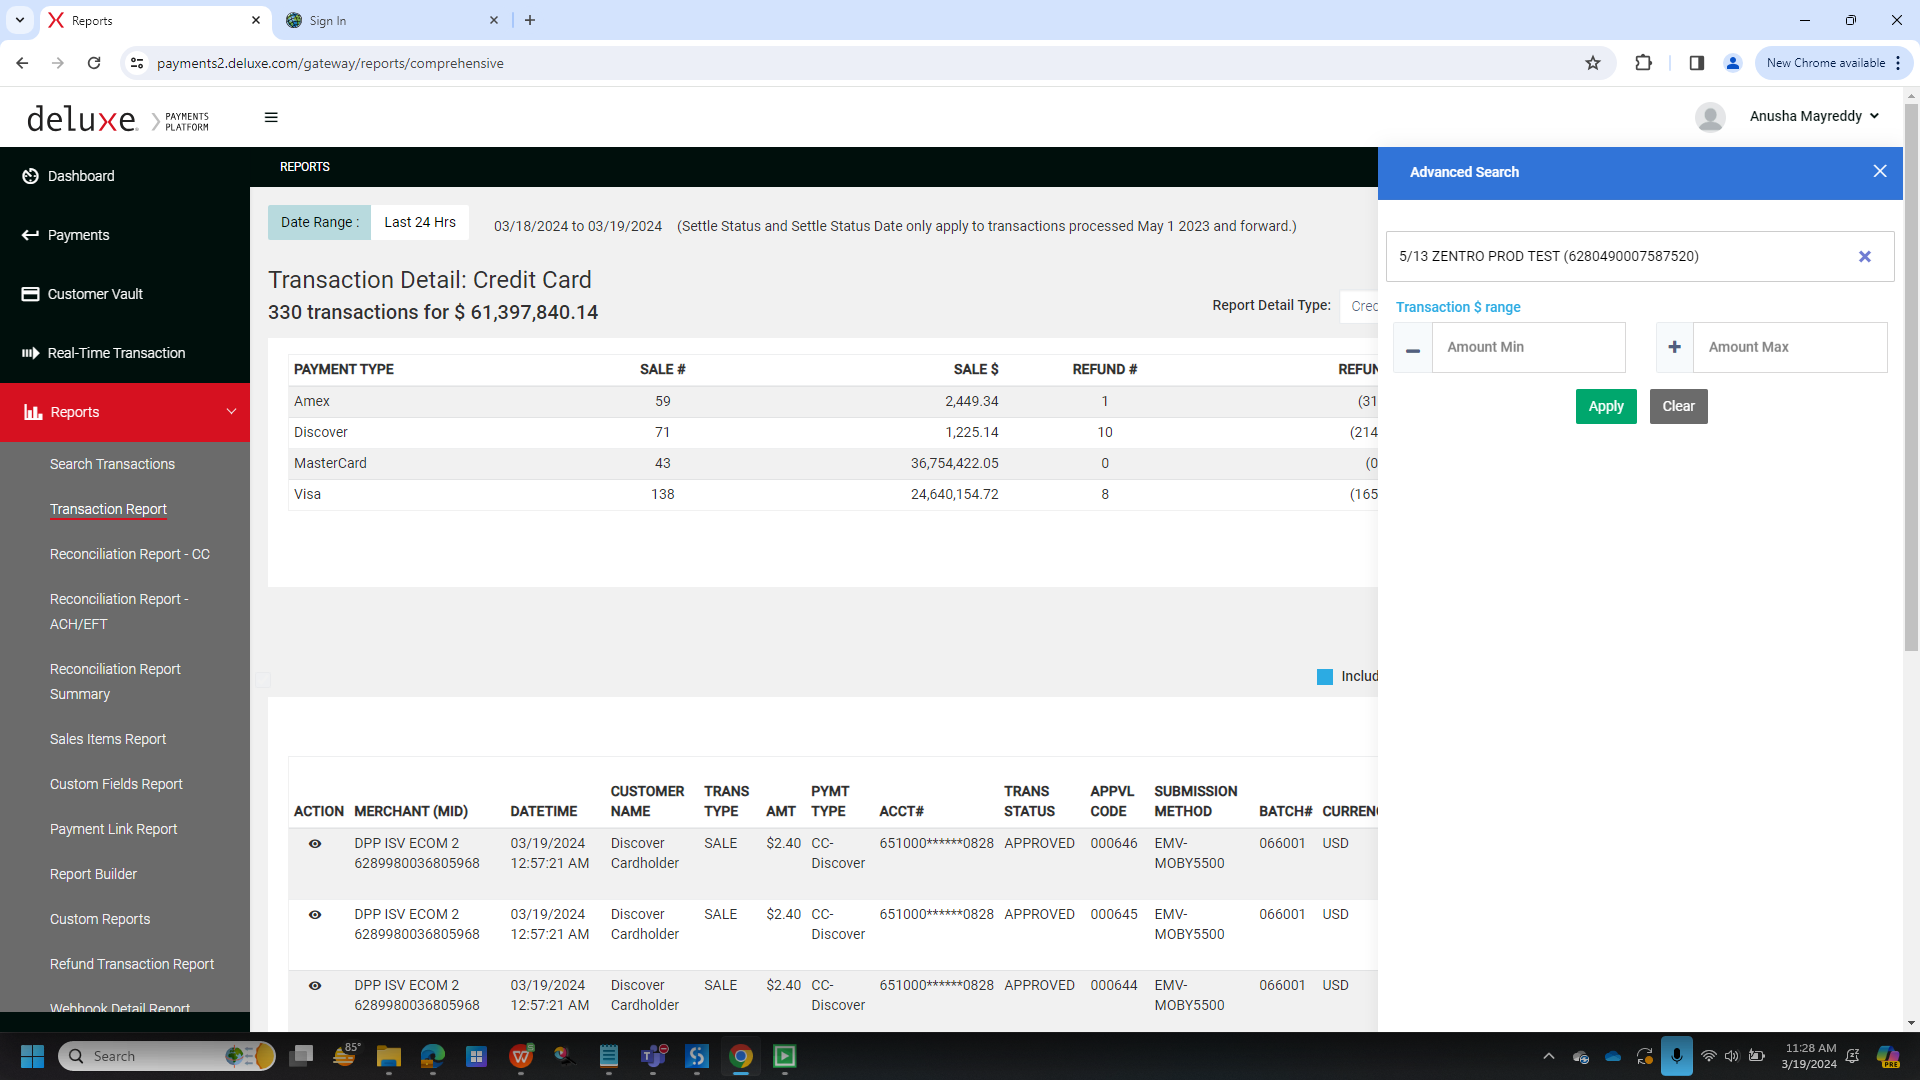 Reports
Sign In
payments2.deluxe.com/gateway/reports/comprehensive
New Chrome available
deluxe. PAYMENTS PLATFORM
Anusha Mayreddy
Dashboard
Payments
Customer Vault
Real-Time Transaction
Reports
Search Transactions
Transaction Report
Reconciliation Report - CC
Reconciliation Report -
ACH/EFT
Reconciliation Report
Summary
Sales Items Report
Custom Fields Report
Payment Link Report
Report Builder
Custom Reports
Refund Transaction Report
Webhook Detail Report
REPORTS
Date Range : Last 24 Hrs 03/18/2024 to 03/19/2024 (Settle Status and Settle Status Date only apply to transactions processed May 1 2023 and forward.)
Transaction Detail: Credit Card
330 transactions for $ 61,397,840.14
Report Detail Type: Cred
PAYMENT TYPE SALE # SALE $ REFUND # REFUN
Amex 59 2,449.34 1 (31
Discover 71 1,225.14 10 (214
MasterCard 43 36,754,422.05 0 (0
Visa 138 24,640,154.72 8 (165
Includ
ACTION MERCHANT (MID) DATETIME CUSTOMER NAME TRANS TYPE AMT PYMT TYPE ACCT# TRANS STATUS APPVL CODE SUBMISSION METHOD BATCH# CURRENC
DPP ISV ECOM 2 03/19/2024 Discover SALE $2.40 CC- 651000******0828 APPROVED 000646 EMV- 066001 USD
6289980036805968 12:57:21 AM Cardholder Discover MOBY5500
DPP ISV ECOM 2 03/19/2024 Discover SALE $2.40 CC- 651000******0828 APPROVED 000645 EMV- 066001 USD
6289980036805968 12:57:21 AM Cardholder Discover MOBY5500
DPP ISV ECOM 2 03/19/2024 Discover SALE $2.40 CC- 651000******0828 APPROVED 000644 EMV- 066001 USD
6289980036805968 12:57:21 AM Cardholder Discover MOBY5500
Advanced Search
5/13 ZENTRO PROD TEST (6280490007587520)
Transaction $ range
Amount Min
Amount Max
Apply Clear
Search
85°
11:28 AM
3/19/2024